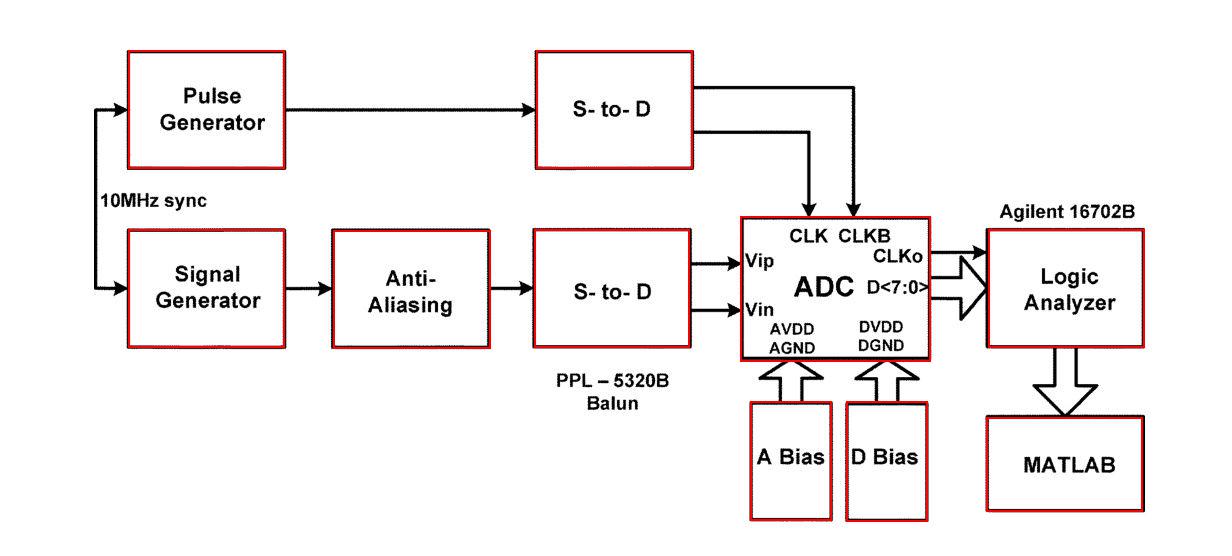 Pulse
Generator
S- to- D
10MHz sync
Signal
Generator
Anti-
Aliasing
S- to- D
PPL – 5320B
Balun
CLK CLKB
CLKo
Vip
ADC D<7:0>
Vin
AVDD DVDD
AGND DGND
A Bias
D Bias
Agilent 16702B
Logic
Analyzer
MATLAB